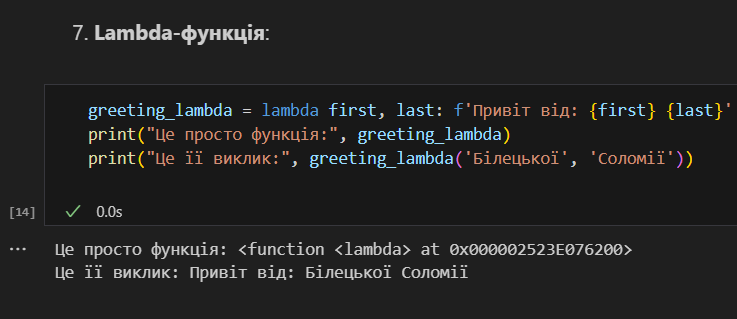 7. Lambda-функція:
greeting_lambda = lambda first, last: f'Привіт від: {first} {last}'
print("Це просто функція:", greeting_lambda)
print("Це її виклик:", greeting_lambda('Білецької', 'Соломії'))
[14] ✓ 0.0s
... Це просто функція: <function <lambda> at 0x000002523E076200>
Це її виклик: Привіт від: Білецької Соломії